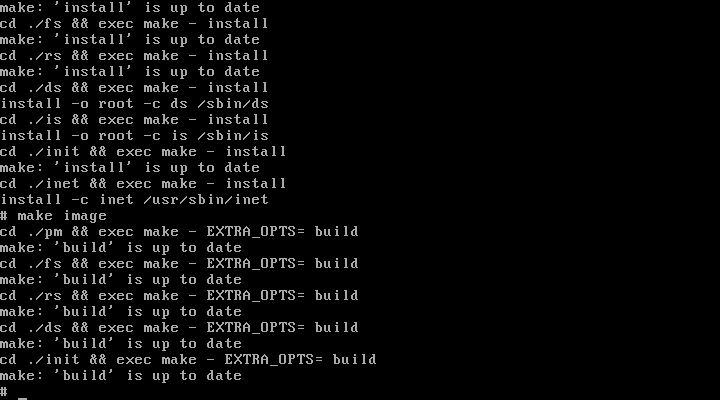 make: 'install' is up to date
cd ./fs && exec make - install
make: 'install' is up to date
cd ./rs && exec make - install
make: 'install' is up to date
cd ./ds && exec make - install
install -o root -c ds /sbin/ds
cd ./is && exec make - install
install -o root -c is /sbin/is
cd ./init && exec make - install
make: 'install' is up to date
cd ./inet && exec make - install
install -c inet /usr/sbin/inet
# make image
cd ./pm && exec make - EXTRA_OPTS= build
make: 'build' is up to date
cd ./fs && exec make - EXTRA_OPTS= build
make: 'build' is up to date
cd ./rs && exec make - EXTRA_OPTS= build
make: 'build' is up to date
cd ./ds && exec make - EXTRA_OPTS= build
make: 'build' is up to date
cd ./init && exec make - EXTRA_OPTS= build
make: 'build' is up to date
# _